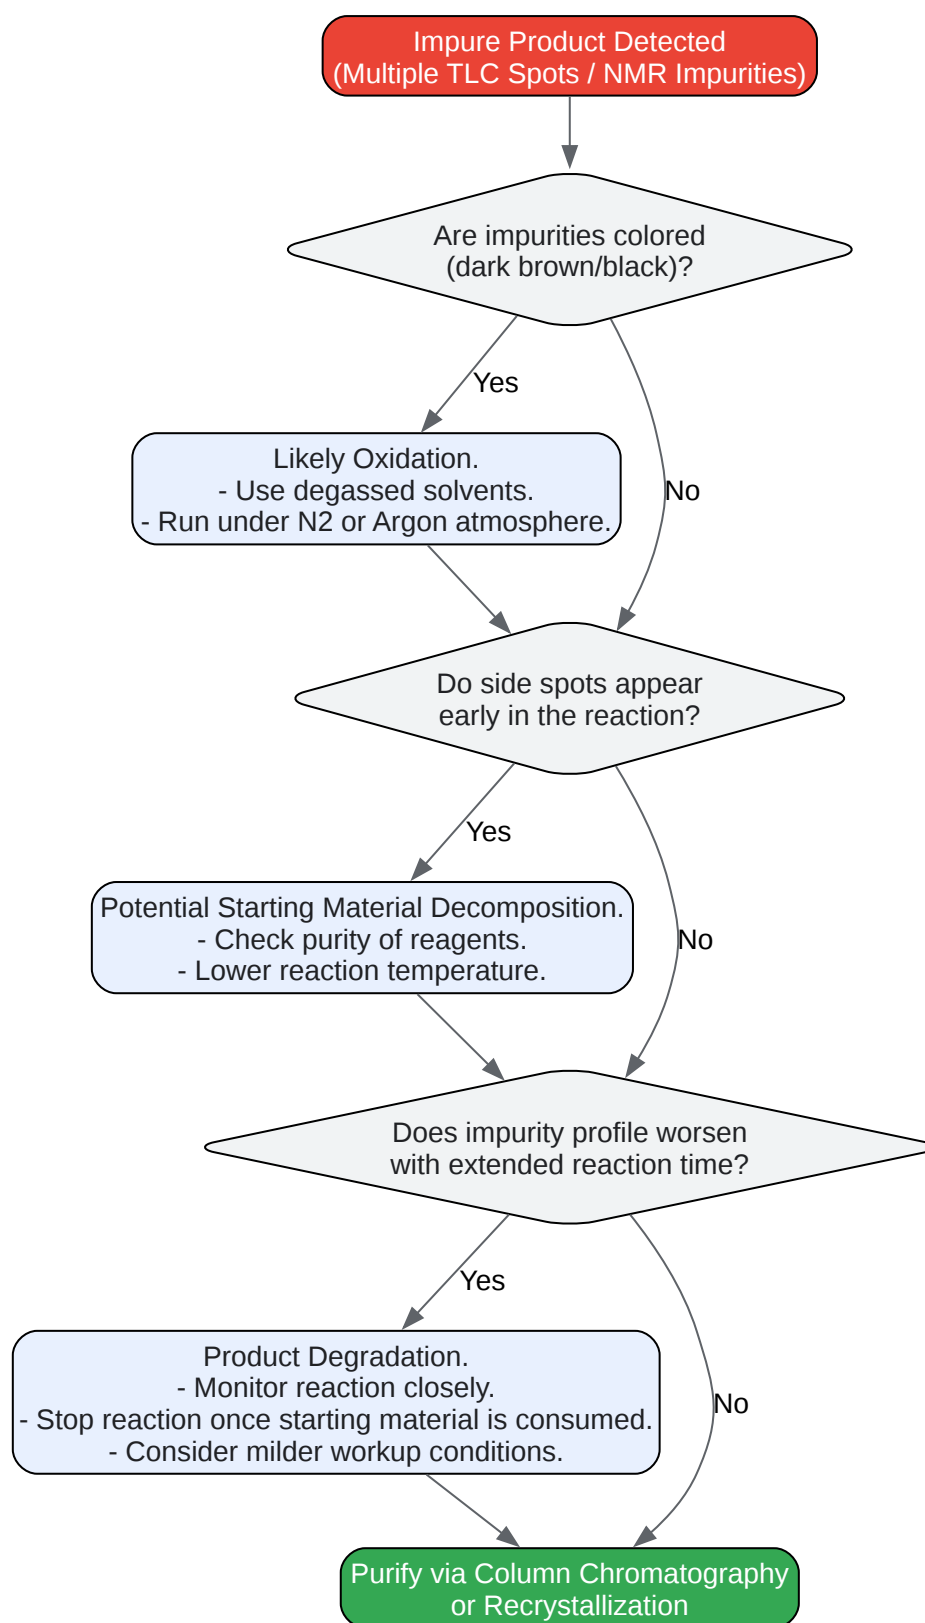 Impure Product Detected
(Multiple TLC Spots / NMR Impurities)
Are impurities colored
(dark brown/black)?
Yes
No
Likely Oxidation.
- Use degassed solvents.
- Run under N2 or Argon atmosphere.
Do side spots appear
early in the reaction?
Yes
No
Potential Starting Material Decomposition.
- Check purity of reagents.
- Lower reaction temperature.
Does impurity profile worsen
with extended reaction time?
Yes
No
Product Degradation.
- Monitor reaction closely.
- Stop reaction once starting material is consumed.
- Consider milder workup conditions.
Purify via Column Chromatography
or Recrystallization